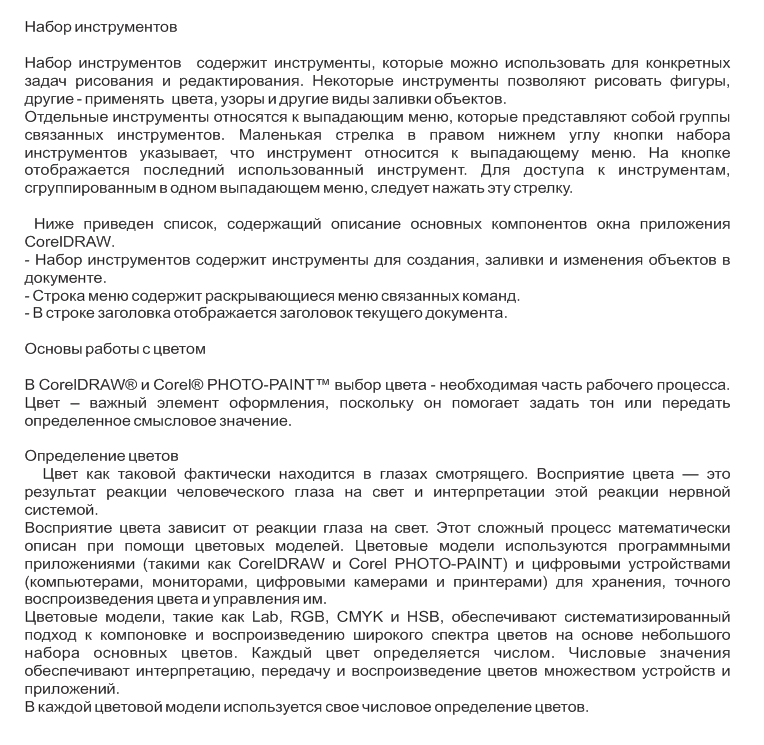 Набор инструментов
Набор инструментов содержит инструменты, которые можно использовать для конкретных
задач рисования и редактирования. Некоторые инструменты позволяют рисовать фигуры,
другие - применять цвета, узоры и другие виды заливки объектов.
Отдельные инструменты относятся к выпадающим меню, которые представляют собой группы
связанных инструментов. Маленькая стрелка в правом нижнем углу кнопки набора
инструментов указывает, что инструмент относится к выпадающему меню. На кнопке
отображается последний использованный инструмент. Для доступа к инструментам,
сгруппированным в одном выпадающем меню, следует нажать эту стрелку.
Ниже приведен список, содержащий описание основных компонентов окна приложения
CorelDRAW.
- Набор инструментов содержит инструменты для создания, заливки и изменения объектов в
документе.
- Строка меню содержит раскрывающиеся меню связанных команд.
- В строке заголовка отображается заголовок текущего документа.
Основы работы с цветом
В CorelDRAW® и Corel® PHOTO-PAINT™ выбор цвета - необходимая часть рабочего процесса.
Цвет – важный элемент оформления, поскольку он помогает задать тон или передать
определенное смысловое значение.
Определение цветов
Цвет как таковой фактически находится в глазах смотрящего. Восприятие цвета — это
результат реакции человеческого глаза на свет и интерпретации этой реакции нервной
системой.
Восприятие цвета зависит от реакции глаза на свет. Этот сложный процесс математически
описан при помощи цветовых моделей. Цветовые модели используются программными
приложениями (такими как CorelDRAW и Corel PHOTO-PAINT) и цифровыми устройствами
(компьютерами, мониторами, цифровыми камерами и принтерами) для хранения, точного
воспроизведения цвета и управления им.
Цветовые модели, такие как Lab, RGB, CMYK и HSB, обеспечивают систематизированный
подход к компоновке и воспроизведению широкого спектра цветов на основе небольшого
набора основных цветов. Каждый цвет определяется числом. Числовые значения
обеспечивают интерпретацию, передачу и воспроизведение цветов множеством устройств и
приложений.
В каждой цветовой модели используется свое числовое определение цветов.